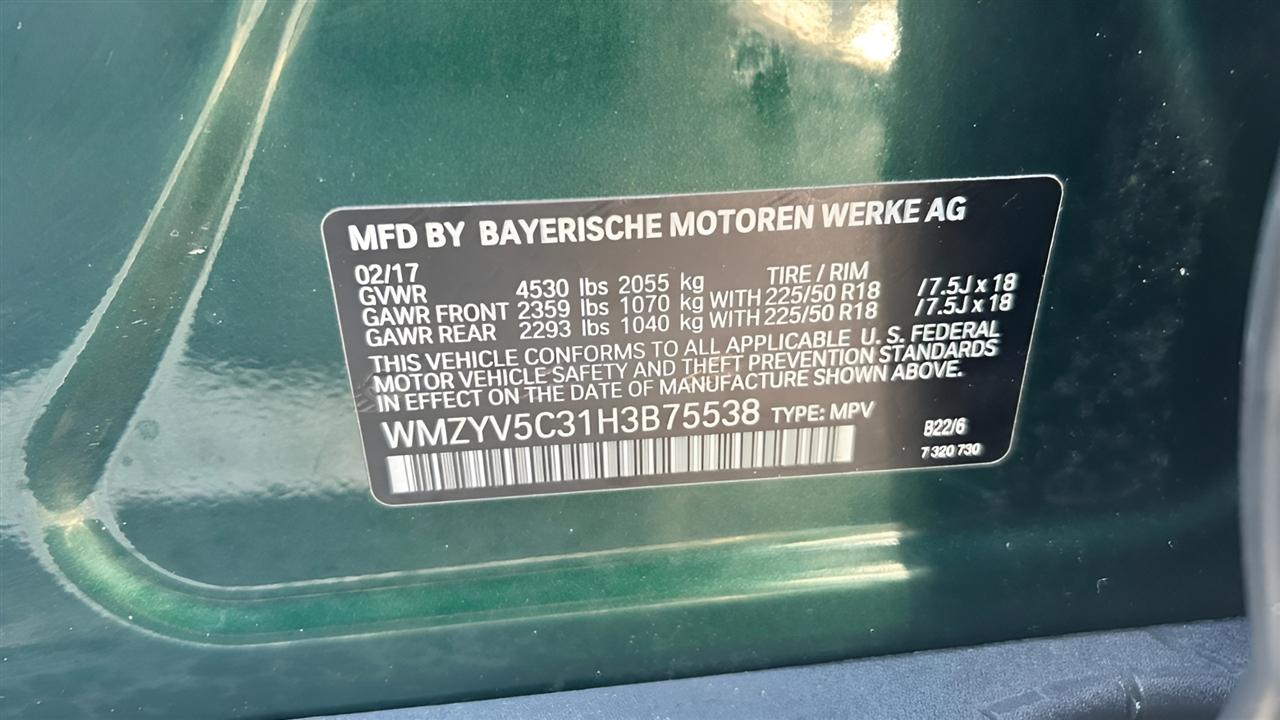 MFD BY BAYERISCHE MOTOREN WERKE AG
02/17 TIRE / RIM
GVWR 4530 lbs 2055 kg
GAWR FRONT 2359 lbs 1070 kg WITH 225/50 R18 /7.5J x 18
GAWR REAR 2293 lbs 1040 kg WITH 225/50 R18 /7.5J x 18
THIS VEHICLE CONFORMS TO ALL APPLICABLE U. S. FEDERAL
MOTOR VEHICLE SAFETY AND THEFT PREVENTION STANDARDS
IN EFFECT ON THE DATE OF MANUFACTURE SHOWN ABOVE.
WMZYV5C31H3B75538 TYPE: MPV B22/6
7 320 730